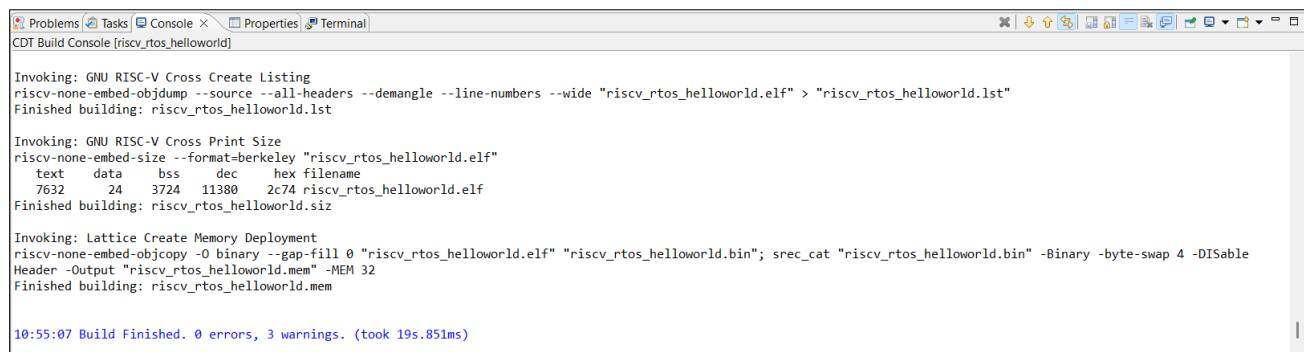 Problems Tasks Console × Properties Terminal
CDT Build Console [riscv_rtos_helloworld]
Invoking: GNU RISC-V Cross Create Listing
riscv-none-embed-objdump --source --all-headers --demangle --line-numbers --wide "riscv_rtos_helloworld.elf" > "riscv_rtos_helloworld.lst"
Finished building: riscv_rtos_helloworld.lst
Invoking: GNU RISC-V Cross Print Size
riscv-none-embed-size --format=berkeley "riscv_rtos_helloworld.elf"
   text    data     bss     dec     hex filename
   7632      24    3724   11380    2c74 riscv_rtos_helloworld.elf
Finished building: riscv_rtos_helloworld.siz
Invoking: Lattice Create Memory Deployment
riscv-none-embed-objcopy -O binary --gap-fill 0 "riscv_rtos_helloworld.elf" "riscv_rtos_helloworld.bin"; srec_cat "riscv_rtos_helloworld.bin" -Binary -byte-swap 4 -DISable
Header -Output "riscv_rtos_helloworld.mem" -MEM 32
Finished building: riscv_rtos_helloworld.mem
10:55:07 Build Finished. 0 errors, 3 warnings. (took 19s.851ms)